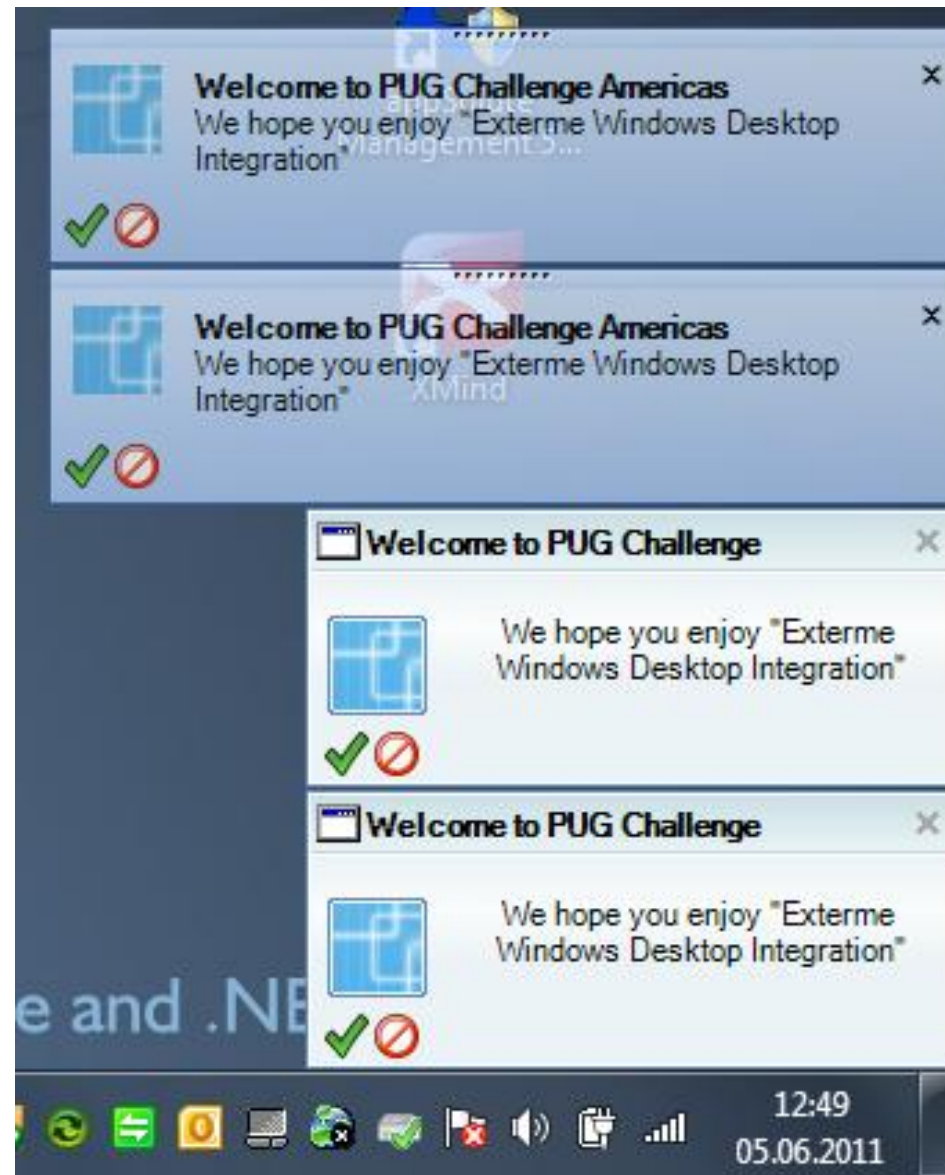 Welcome to PUG Challenge Americas
We hope you enjoy "Exterme Windows Desktop
Integration"
Management 5...
Welcome to PUG Challenge Americas
We hope you enjoy "Exterme Windows Desktop
Integration"
XMind
Welcome to PUG Challenge
We hope you enjoy "Exterme
Windows Desktop Integration"
Welcome to PUG Challenge
We hope you enjoy "Exterme
Windows Desktop Integration"
e and .NE
12:49
05.06.2011